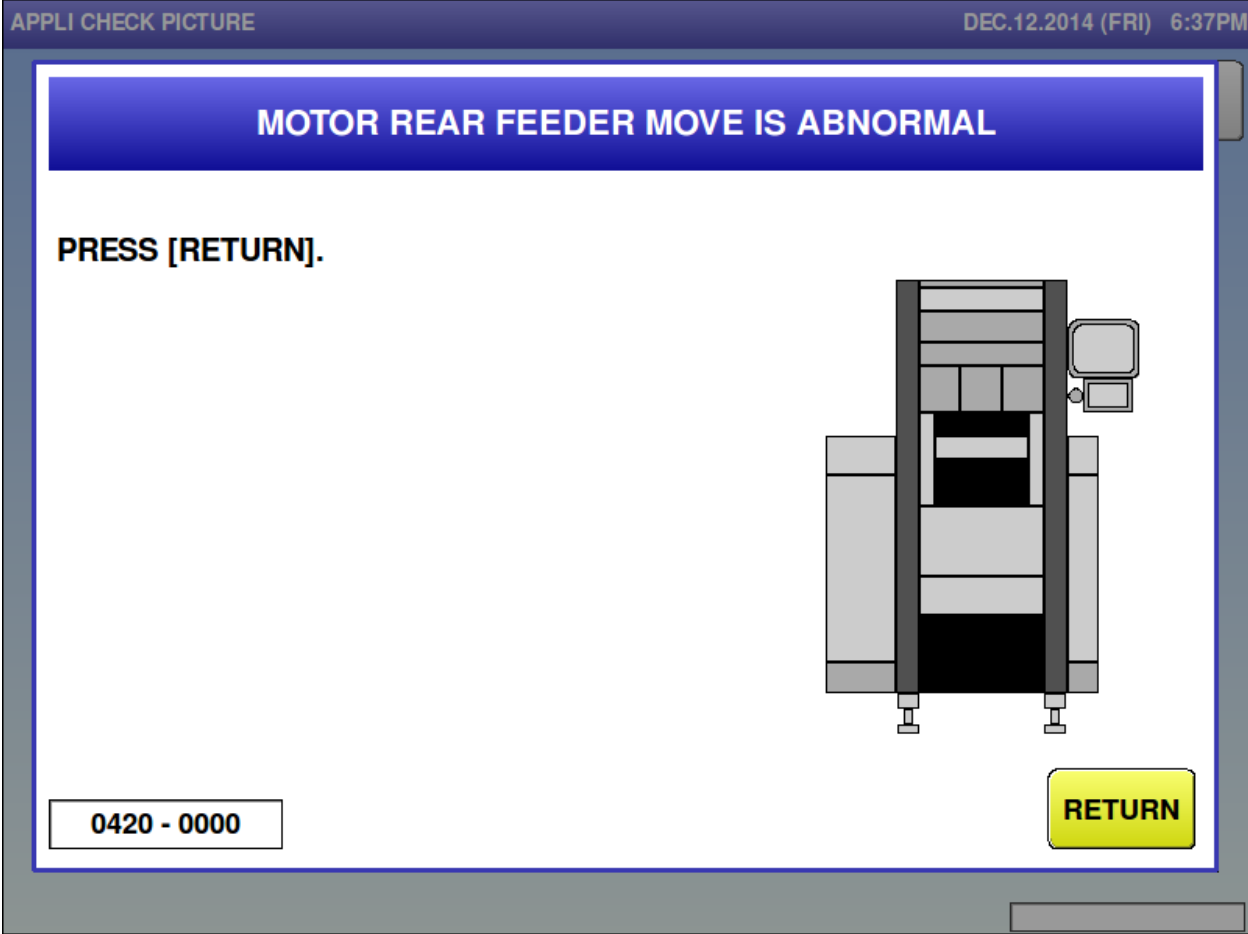 APPLI CHECK PICTURE DEC.12.2014 (FRI) 6:37PM
MOTOR REAR FEEDER MOVE IS ABNORMAL
PRESS [RETURN].
0420 - 0000
RETURN